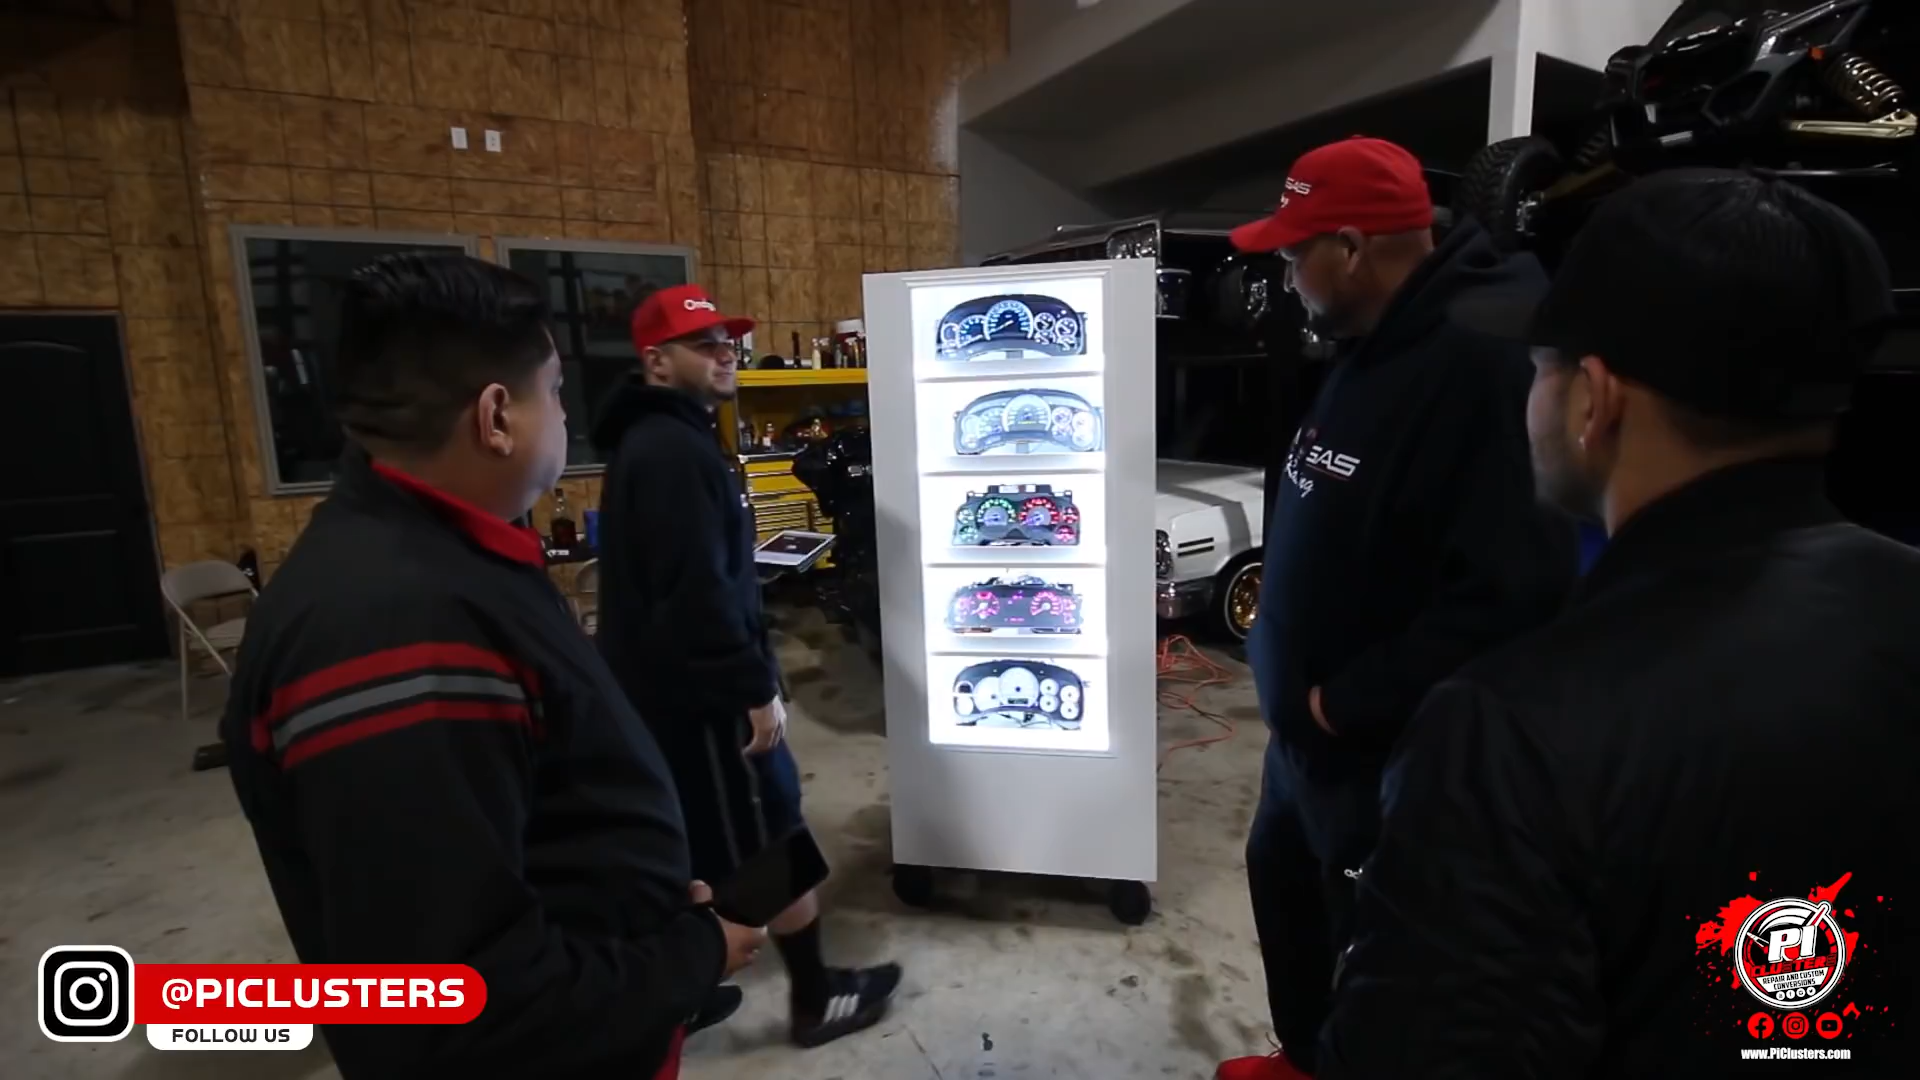 SAS
SAS
@PICLUSTERS
FOLLOW US
PI
CLUSTERS
REPAIR AND CUSTOM
CONVERSIONS
www.PiClusters.com